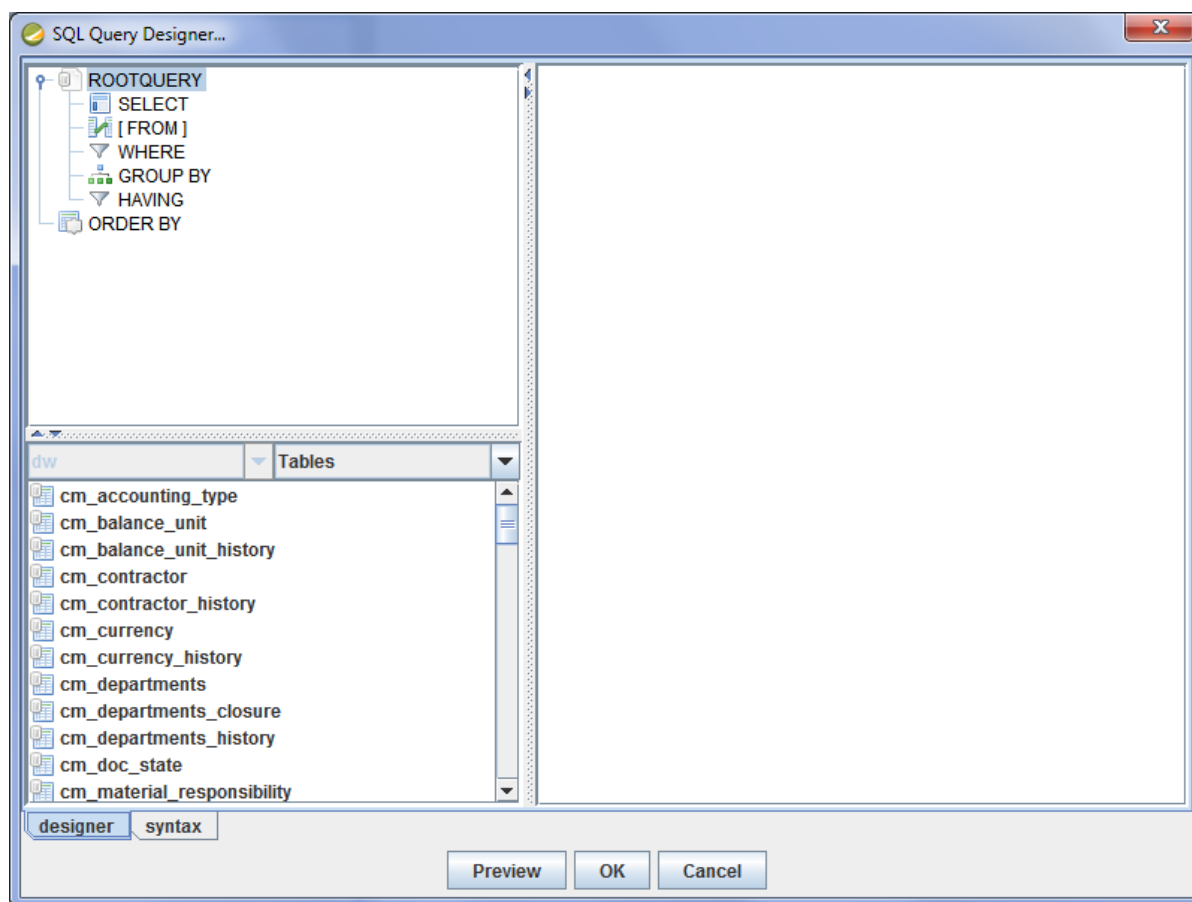 SQL Query Designer...
ROOTQUERY
SELECT
[ FROM ]
WHERE
GROUP BY
HAVING
ORDER BY
dw Tables
cm_accounting_type
cm_balance_unit
cm_balance_unit_history
cm_contractor
cm_contractor_history
cm_currency
cm_currency_history
cm_departments
cm_departments_closure
cm_departments_history
cm_doc_state
cm_material_responsibility
designer syntax
Preview OK Cancel